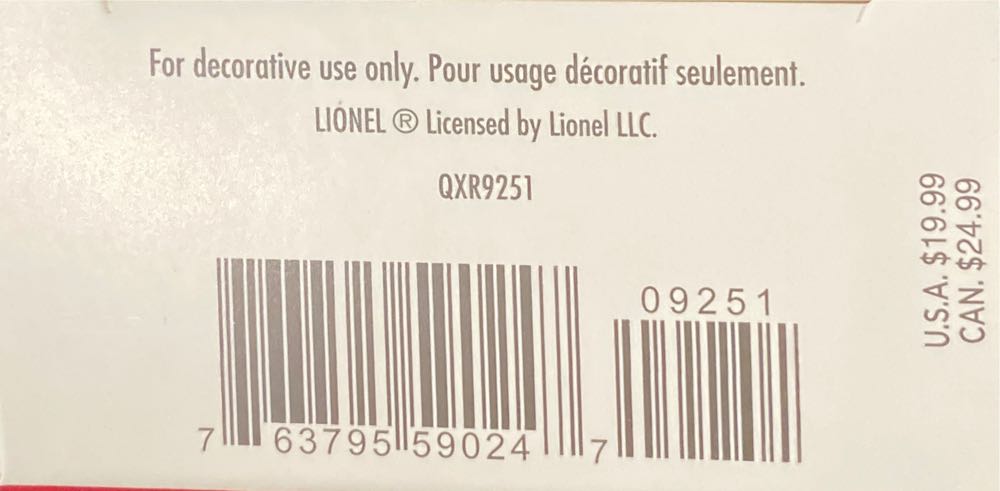 For decorative use only. Pour usage décoratif seulement.
LIONEL ® Licensed by Lionel LLC.
QXR9251
U.S.A. $19.99
CAN. $24.99
09251
7 63795 59024 7